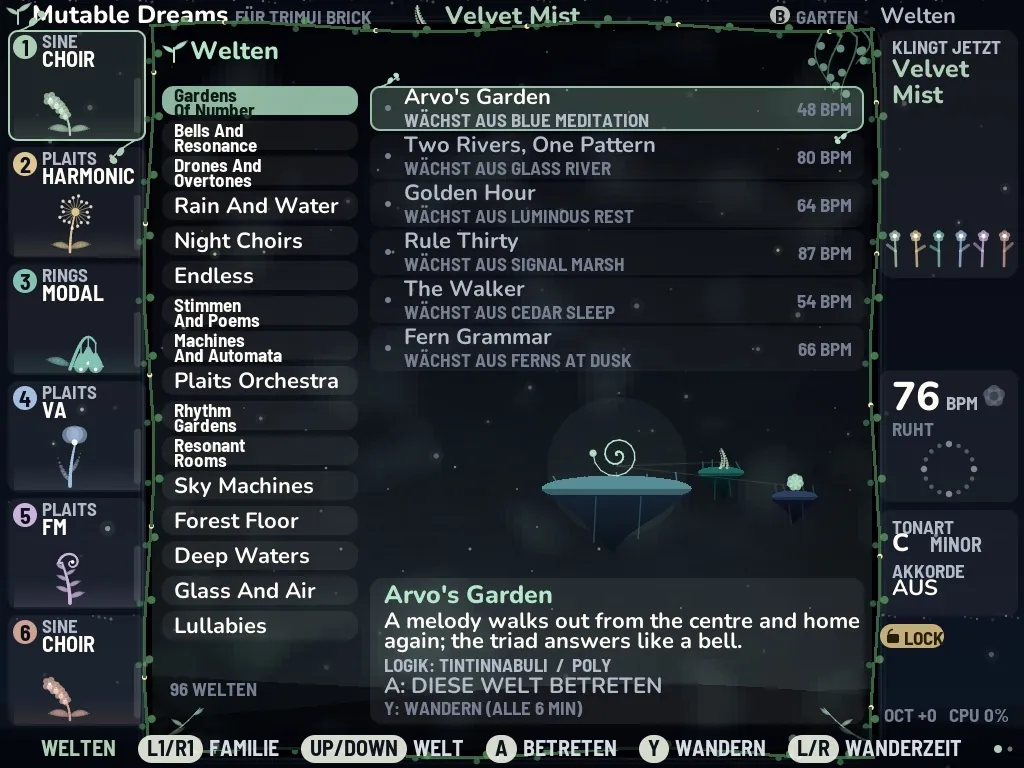 Mutable Dreams FÜR TRIMUI BRICK
Velvet Mist
B GARTEN
Welten
1 SINE
CHOIR
2 PLAITS
HARMONIC
3 RINGS
MODAL
4 PLAITS
VA
5 PLAITS
FM
6 SINE
CHOIR
Welten
Gardens
Of Number
Bells And
Resonance
Drones And
Overtones
Rain And Water
Night Choirs
Endless
Stimmen
And Poems
Machines
And Automata
Plaits Orchestra
Rhythm
Gardens
Resonant
Rooms
Sky Machines
Forest Floor
Deep Waters
Glass And Air
Lullabies
96 WELTEN
Arvo's Garden
WÄCHST AUS BLUE MEDITATION
48 BPM
Two Rivers, One Pattern
WÄCHST AUS GLASS RIVER
80 BPM
Golden Hour
WÄCHST AUS LUMINOUS REST
64 BPM
Rule Thirty
WÄCHST AUS SIGNAL MARSH
87 BPM
The Walker
WÄCHST AUS CEDAR SLEEP
54 BPM
Fern Grammar
WÄCHST AUS FERNS AT DUSK
66 BPM
Arvo's Garden
A melody walks out from the centre and home
again; the triad answers like a bell.
LOGIK: TINTINNABULI / POLY
A: DIESE WELT BETRETEN
Y: WANDERN (ALLE 6 MIN)
KLINGT JETZT
Velvet
Mist
76 BPM
RUHT
TONART
C MINOR
AKKORDE
AUS
LOCK
OCT +0 CPU 0%
WELTEN L1/R1 FAMILIE UP/DOWN WELT A BETRETEN Y WANDERN L/R WANDERZEIT